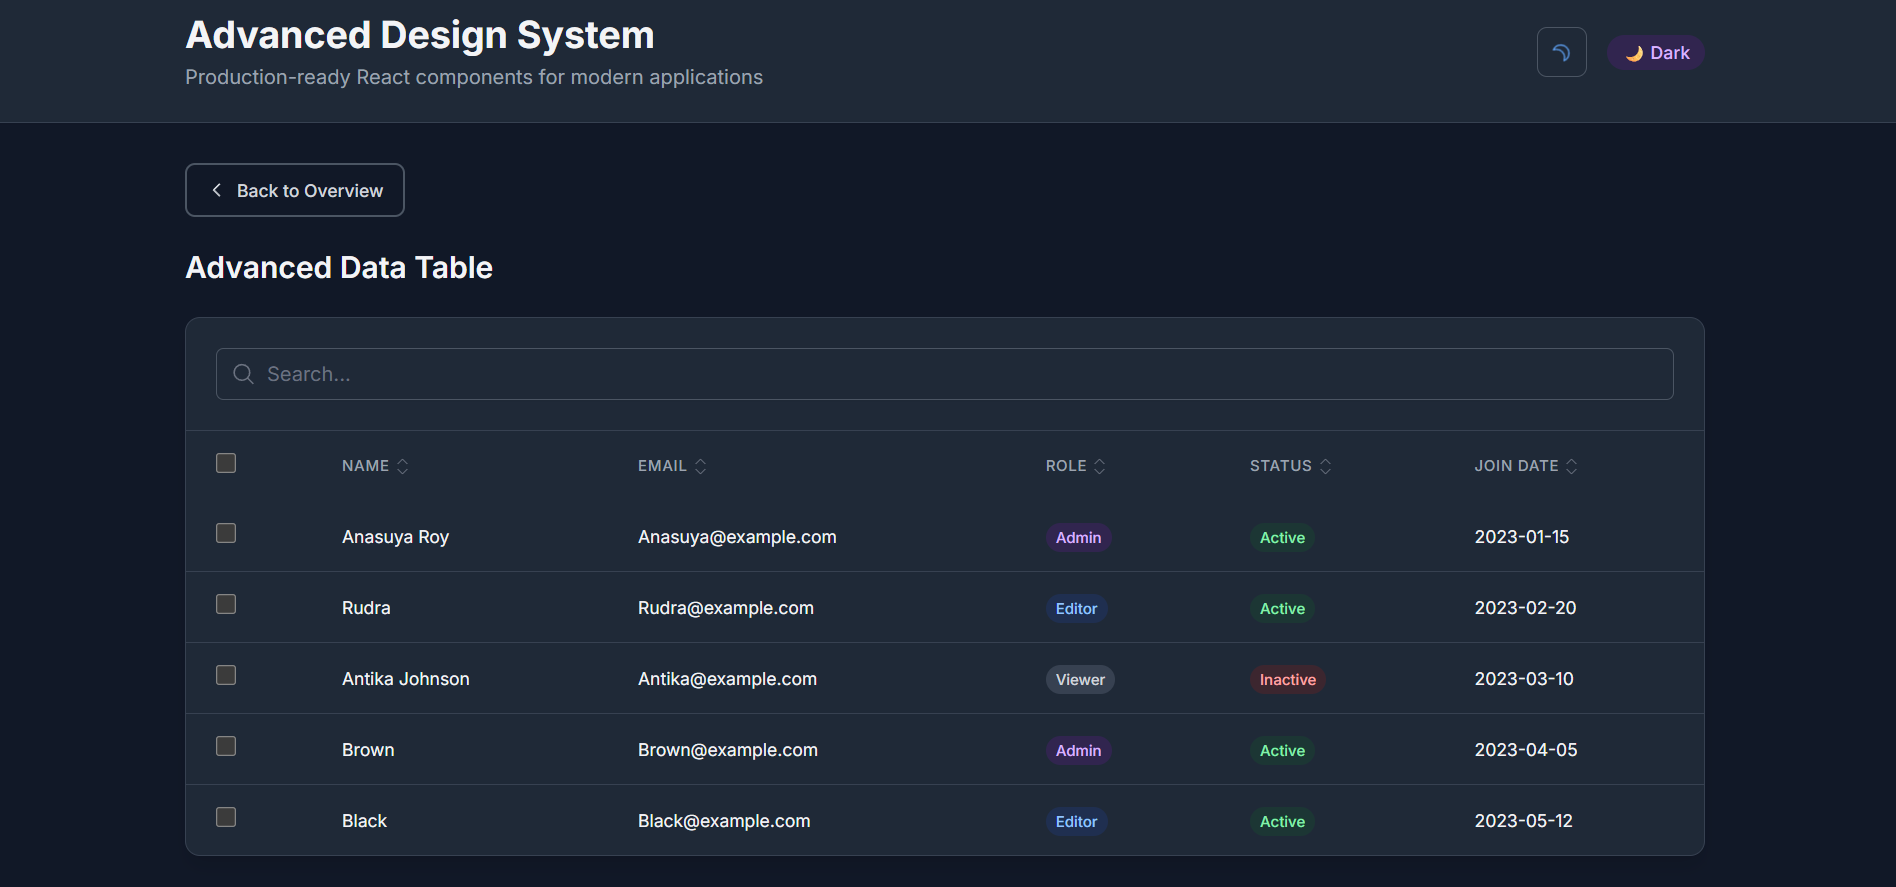 Advanced Design System
Production-ready React components for modern applications
🌙 Dark
Back to Overview
Advanced Data Table
Search...
NAME EMAIL ROLE STATUS JOIN DATE
Anasuya Roy Anasuya@example.com Admin Active 2023-01-15
Rudra Rudra@example.com Editor Active 2023-02-20
Antika Johnson Antika@example.com Viewer Inactive 2023-03-10
Brown Brown@example.com Admin Active 2023-04-05
Black Black@example.com Editor Active 2023-05-12